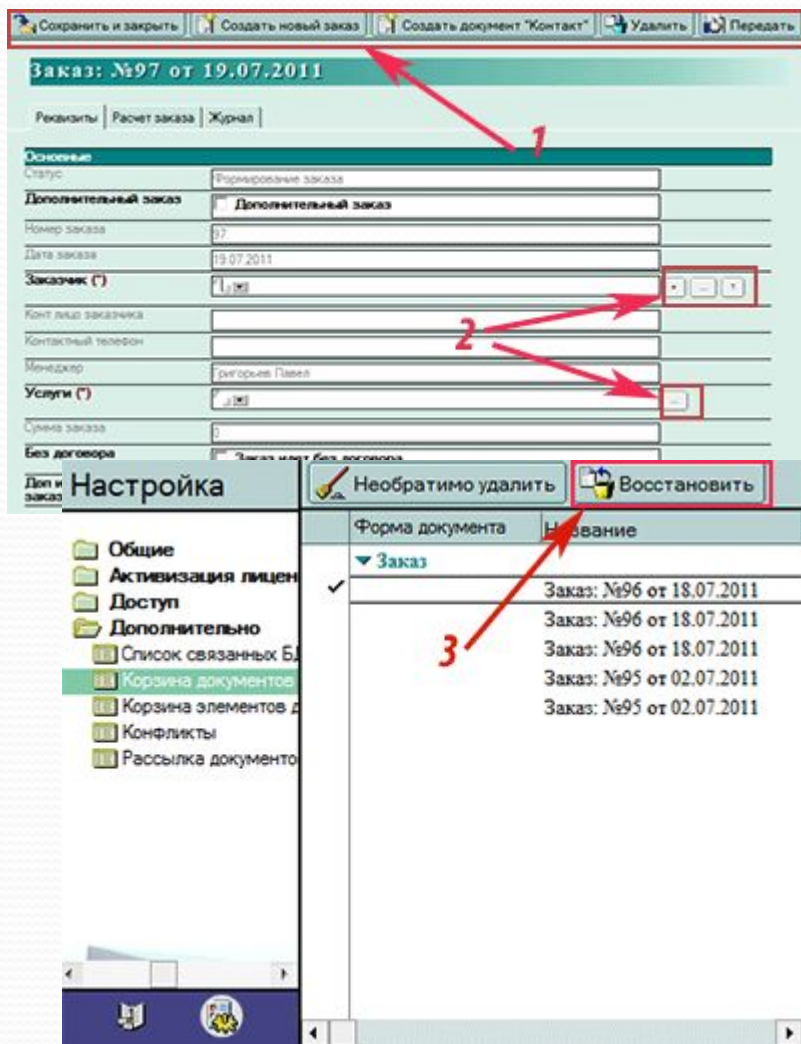 Сохранить и закрыть Создать новый заказ Создать документ "Контакт" Удалить Передать
Заказ: №97 от 19.07.2011
Реквизиты Расчет заказа Журнал
1
Основные
Статус Формирование заказа
Дополнительный заказ Дополнительный заказ
Номер заказа 97
Дата заказа 19.07.2011
Заказчик (*)
Конт лицо заказчика
2
Контактный телефон
Менеджер Григорьев Павел
Услуги (*)
Сумма заказа 0
Без договора Заказ идет без договора
Доп и
заказ
Настройка Необратимо удалить Восстановить
Форма документа Название
Общие
Заказ
Активизация лицен
Заказ: №96 от 18.07.2011
Доступ
Заказ: №96 от 18.07.2011
Дополнительно
3
Заказ: №96 от 18.07.2011
Список связанных БД
Корзина документов
Заказ: №95 от 02.07.2011
Корзина элементов д
Заказ: №95 от 02.07.2011
Конфликты
Рассылка документо